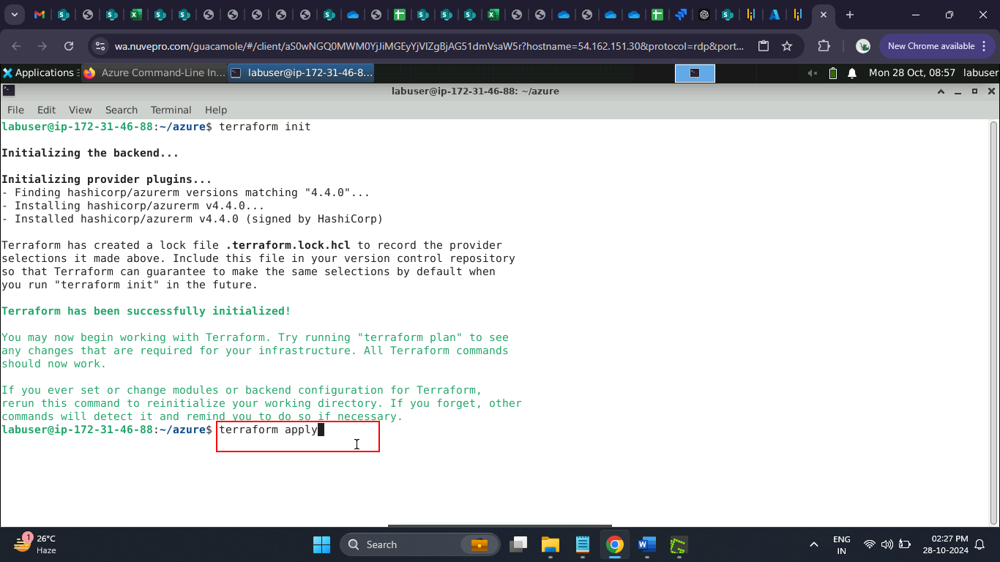 wa.nuvepro.com/guacamole/#/client/aS0wNGQ0MWM0YjJiMGEyYjVlZgBjAG51dmVsaW5r?hostname=54.162.151.30&protocol=rdp&port...
New Chrome available
Applications
Azure Command-Line In...
labuser@ip-172-31-46-8...
Mon 28 Oct, 08:57
labuser
labuser@ip-172-31-46-88: ~/azure
File Edit View Search Terminal Help
labuser@ip-172-31-46-88:~/azure$ terraform init
Initializing the backend...
Initializing provider plugins...
- Finding hashicorp/azurerm versions matching "4.4.0"...
- Installing hashicorp/azurerm v4.4.0...
- Installed hashicorp/azurerm v4.4.0 (signed by HashiCorp)
Terraform has created a lock file .terraform.lock.hcl to record the provider
selections it made above. Include this file in your version control repository
so that Terraform can guarantee to make the same selections by default when
you run "terraform init" in the future.
Terraform has been successfully initialized!
You may now begin working with Terraform. Try running "terraform plan" to see
any changes that are required for your infrastructure. All Terraform commands
should now work.
If you ever set or change modules or backend configuration for Terraform,
rerun this command to reinitialize your working directory. If you forget, other
commands will detect it and remind you to do so if necessary.
labuser@ip-172-31-46-88:~/azure$ terraform apply
1
26°C
Haze
Search
ENG
IN
02:27 PM
28-10-2024